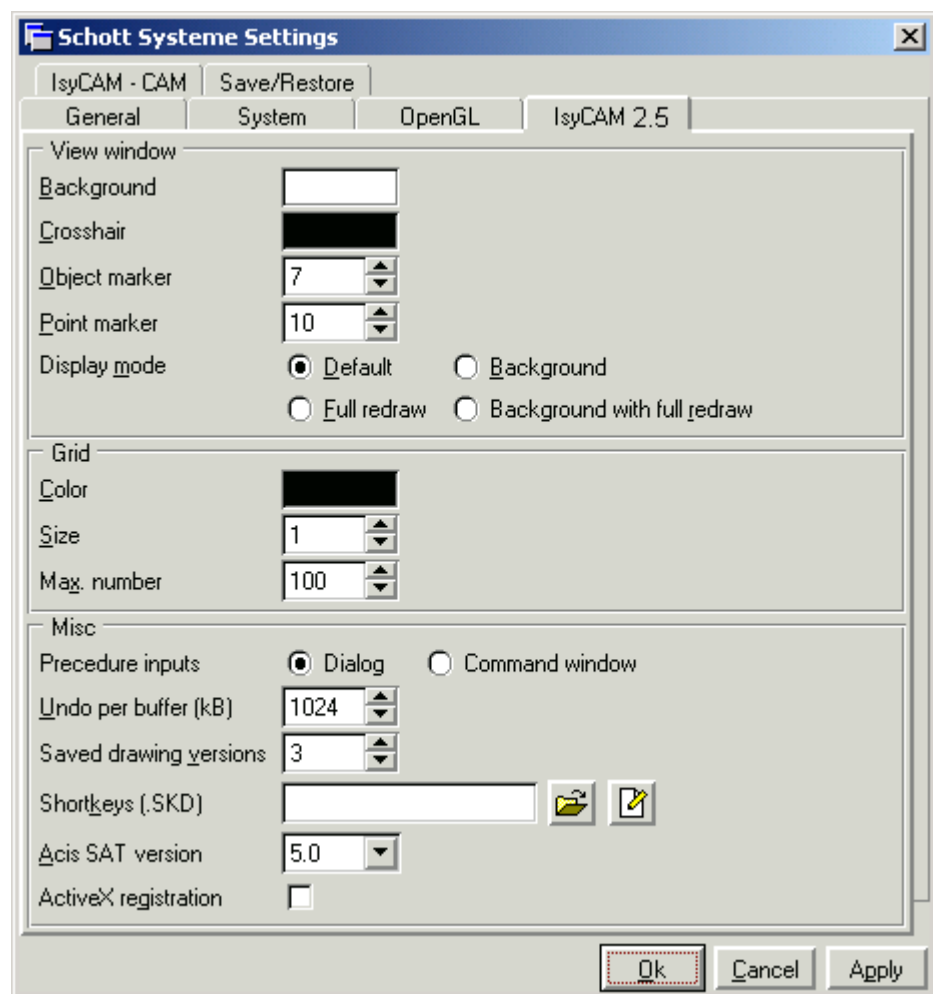 Schott Systeme Settings
IsyCAM - CAM Save/Restore
General System OpenGL IsyCAM 2.5
View window
Background
Crosshair
Object marker 7
Point marker 10
Display mode Default Background
Full redraw Background with full redraw
Grid
Color
Size 1
Max. number 100
Misc
Precedure inputs Dialog Command window
Undo per buffer (kB) 1024
Saved drawing versions 3
Shortkeys (.SKD)
Acis SAT version 5.0
ActiveX registration
Ok Cancel Apply